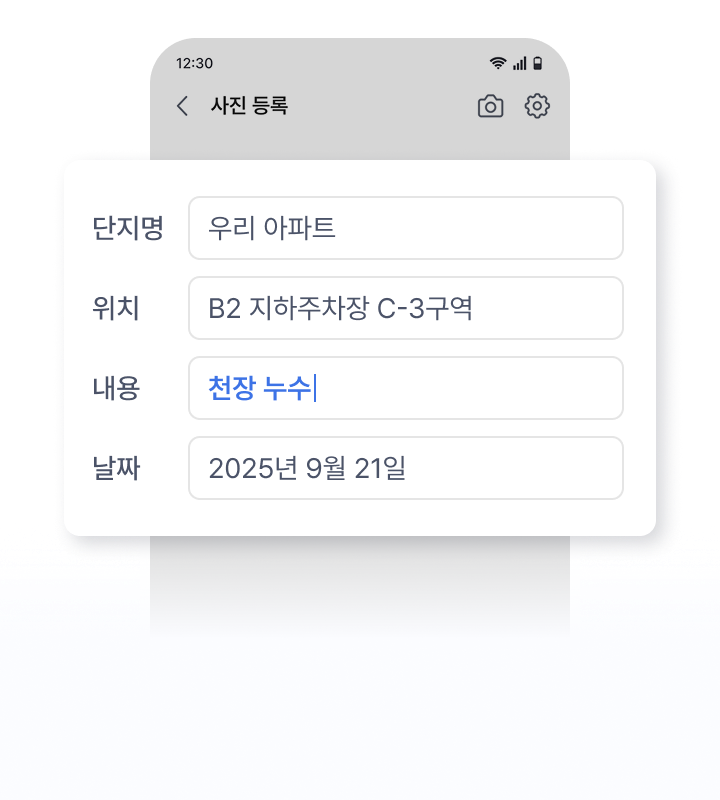 12:30
사진 등록
단지명 우리 아파트
위치 B2 지하주차장 C-3구역
내용 천장 누수
날짜 2025년 9월 21일